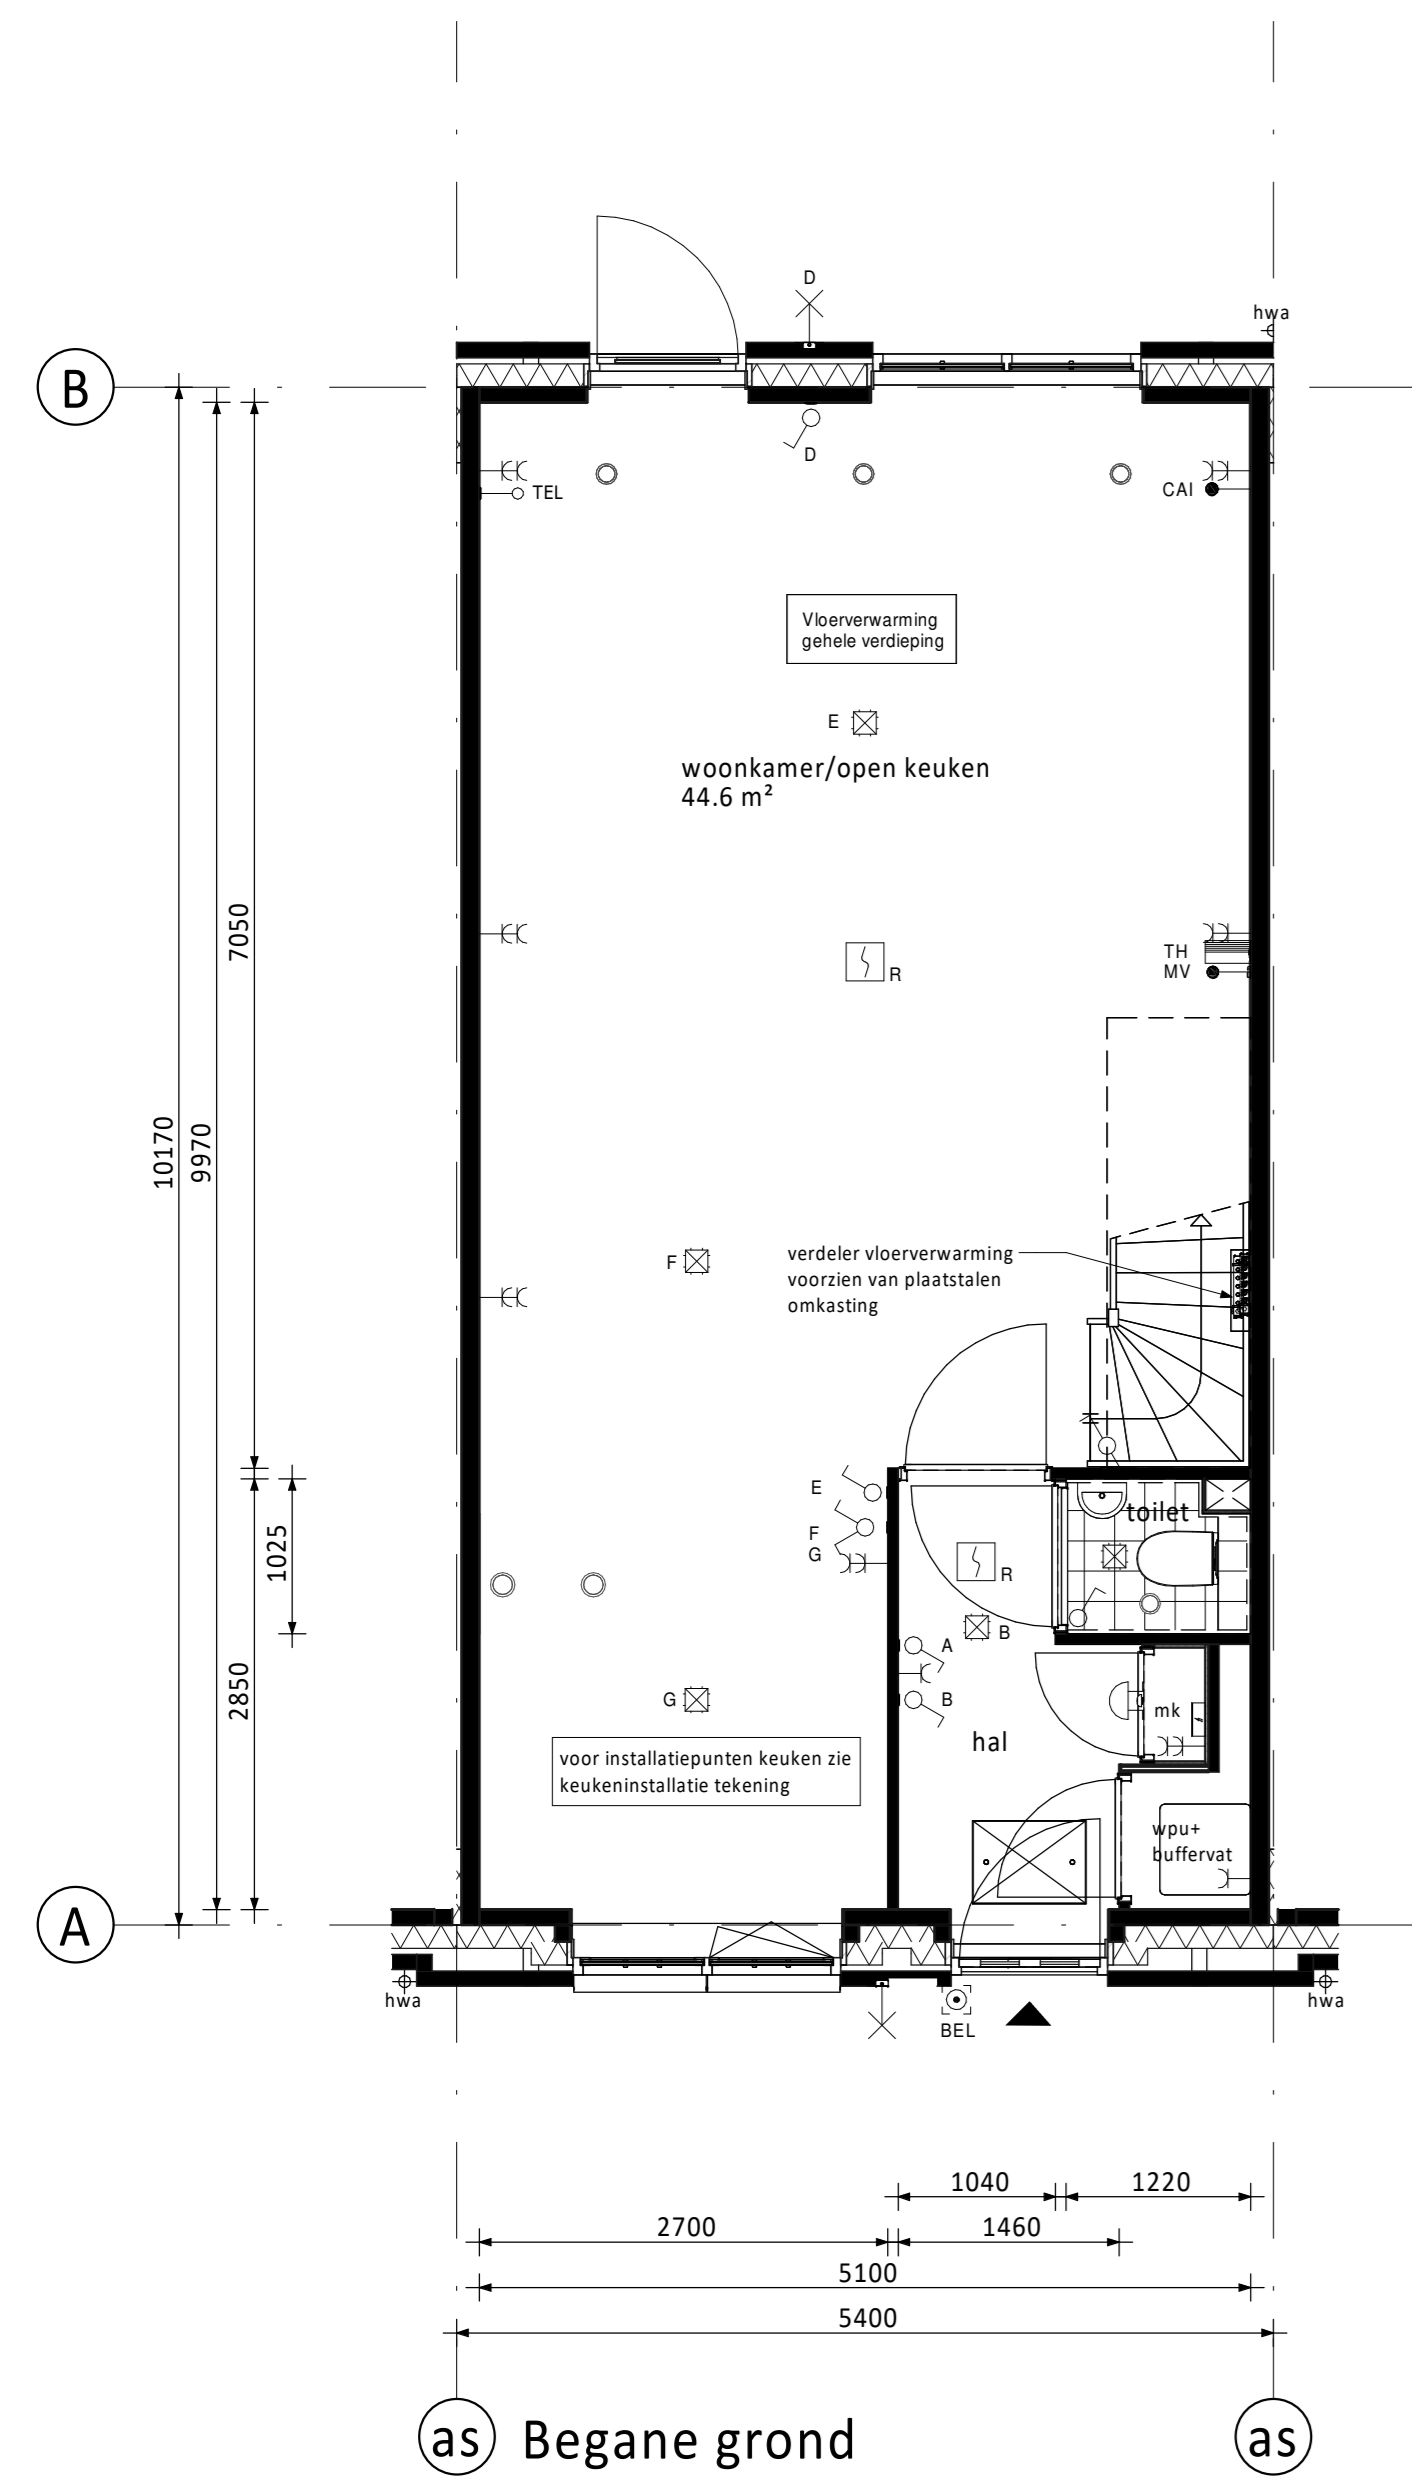 D
hwa
B
D
TEL
CAI
Vloerverwarming
gehele verdieping
E
woonkamer/open keuken
44.6 m²
7050
R
TH
MV
10170
9970
F
verdeler vloerverwarming
voorzien van plaatstalen
omkasting
E
F
G
toilet
1025
R
B
A
B
2850
G
mk
hal
voor installatiepunten keuken zie
keukeninstallatie tekening
wpu+
buffervat
A
hwa
BEL
hwa
1040
1220
2700
1460
5100
5400
as
Begane grond
as